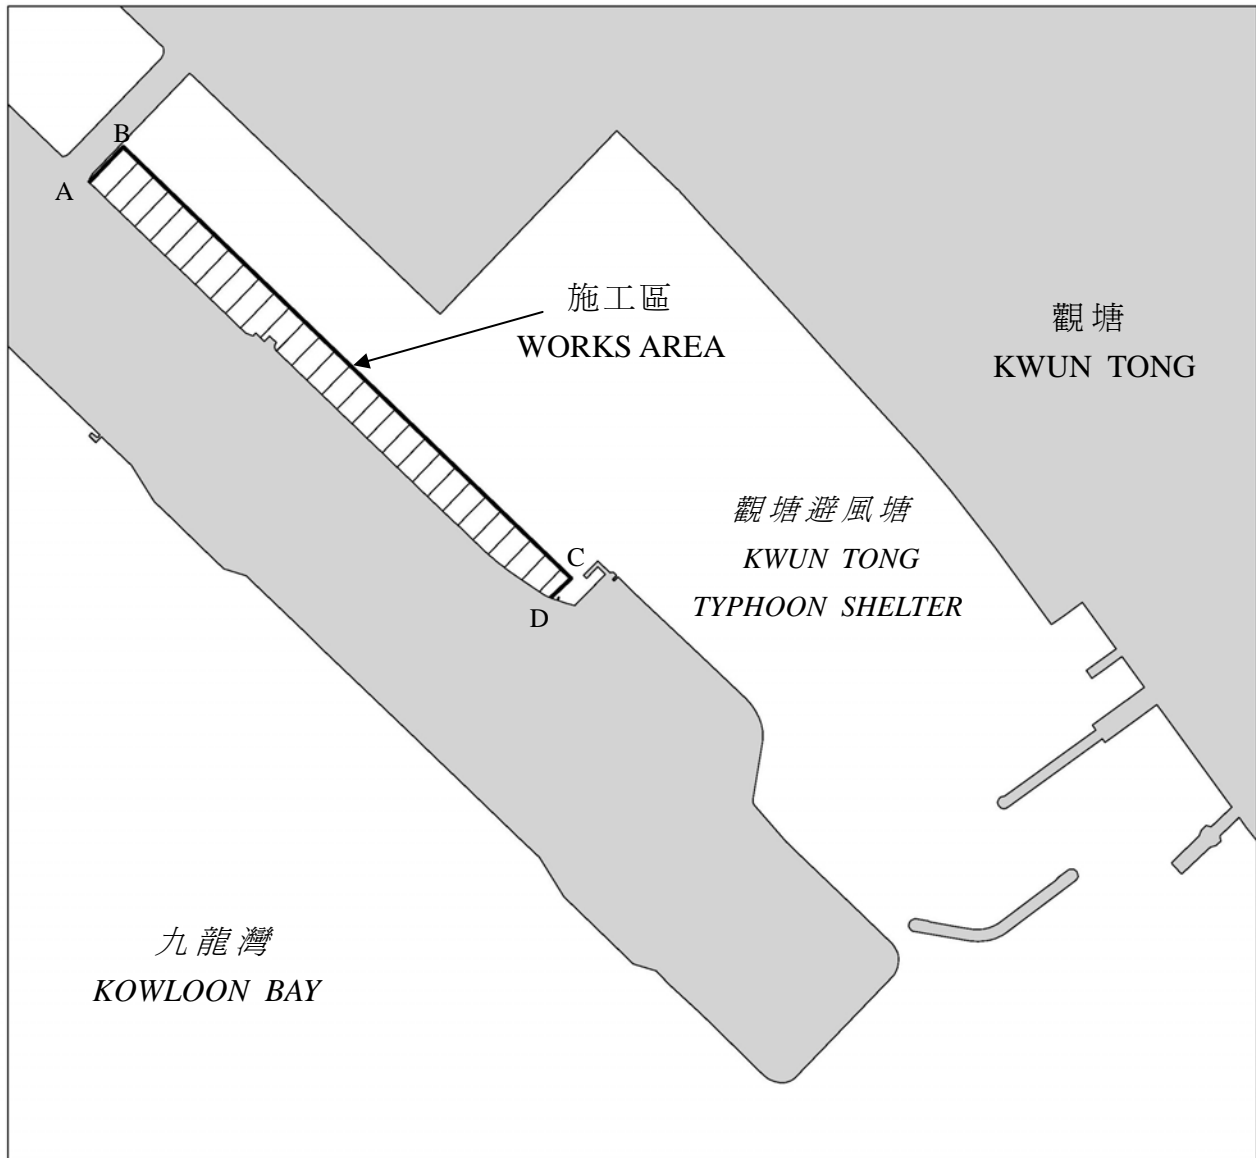 B
A
施工區
WORKS AREA
觀塘
KWUN TONG
觀塘避風塘
KWUN TONG
TYPHOON SHELTER
C
D
九龍灣
KOWLOON BAY